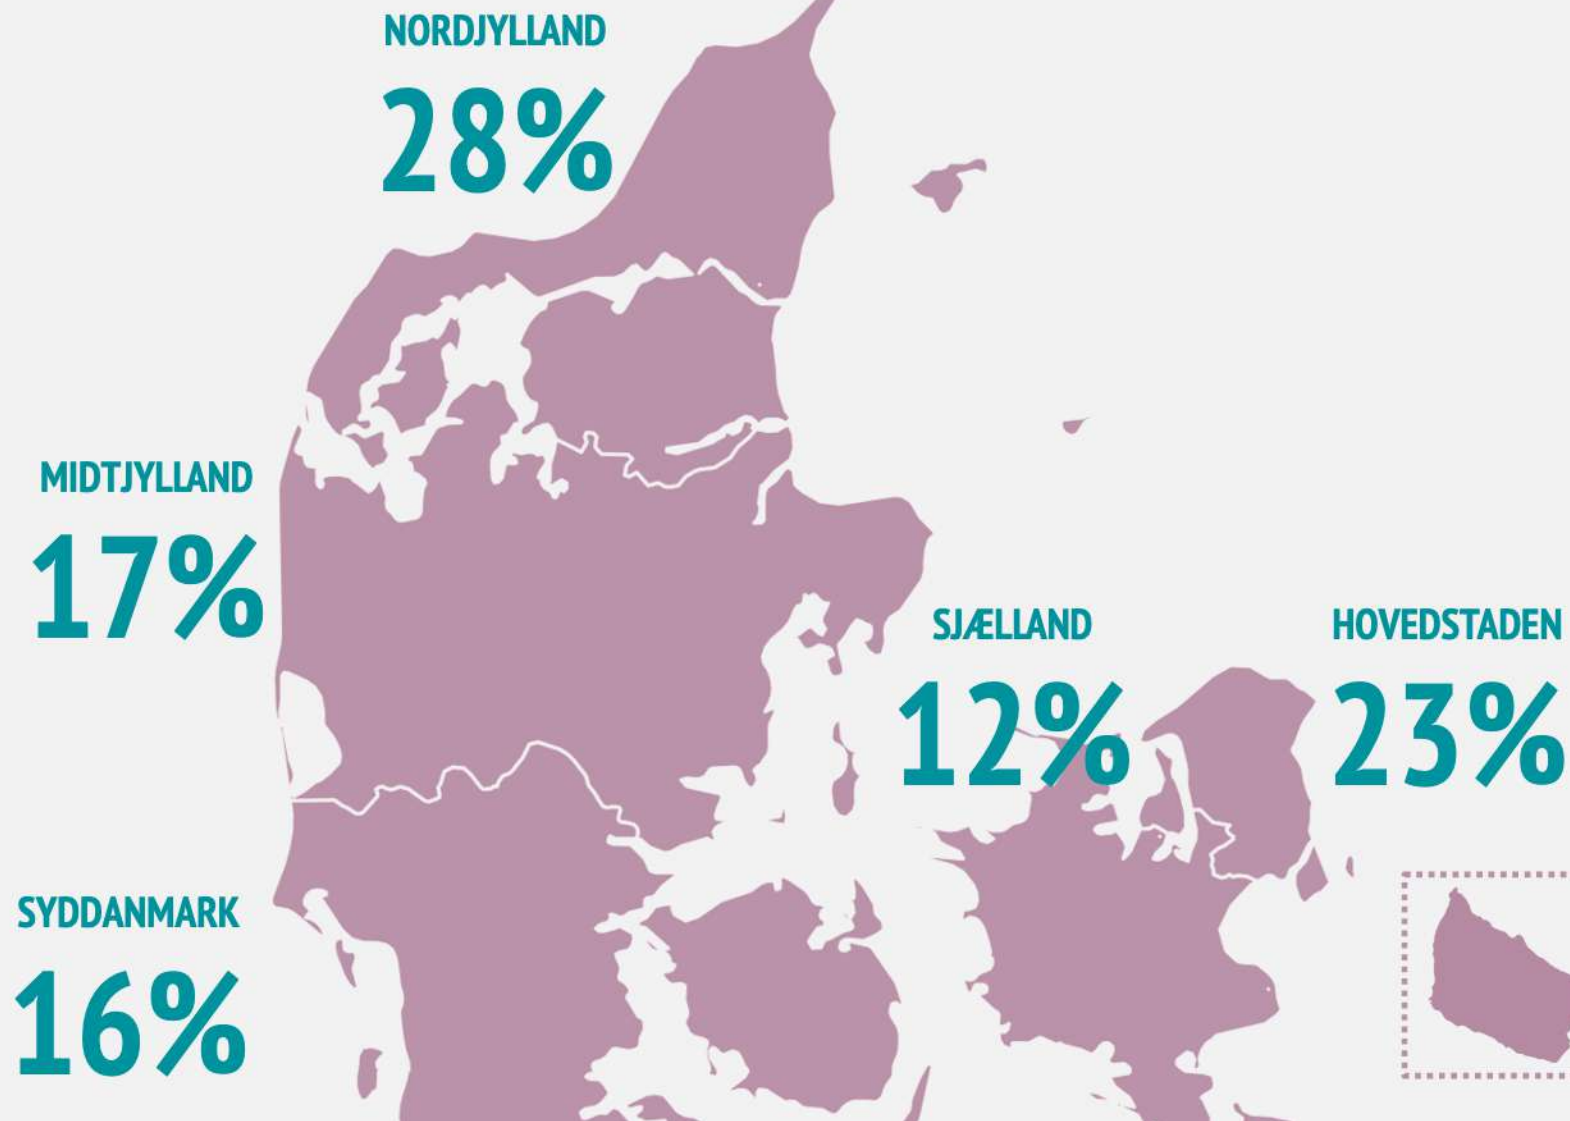 NORDJYLLAND
28%
MIDTJYLLAND
17%
SJÆLLAND
12%
HOVEDSTADEN
23%
SYDDANMARK
16%